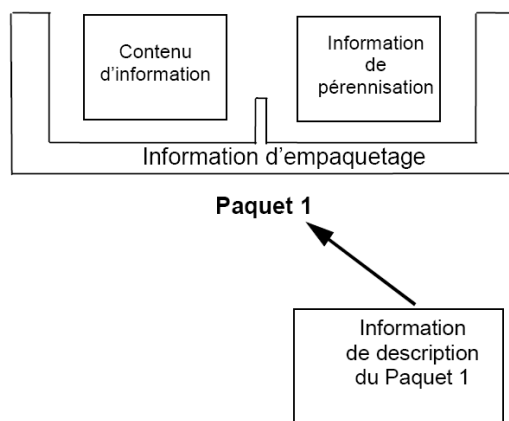 Contenu
d'information
Information
de
pérennisation
Information d'empaquetage
Paquet 1
Information
de description
du Paquet 1